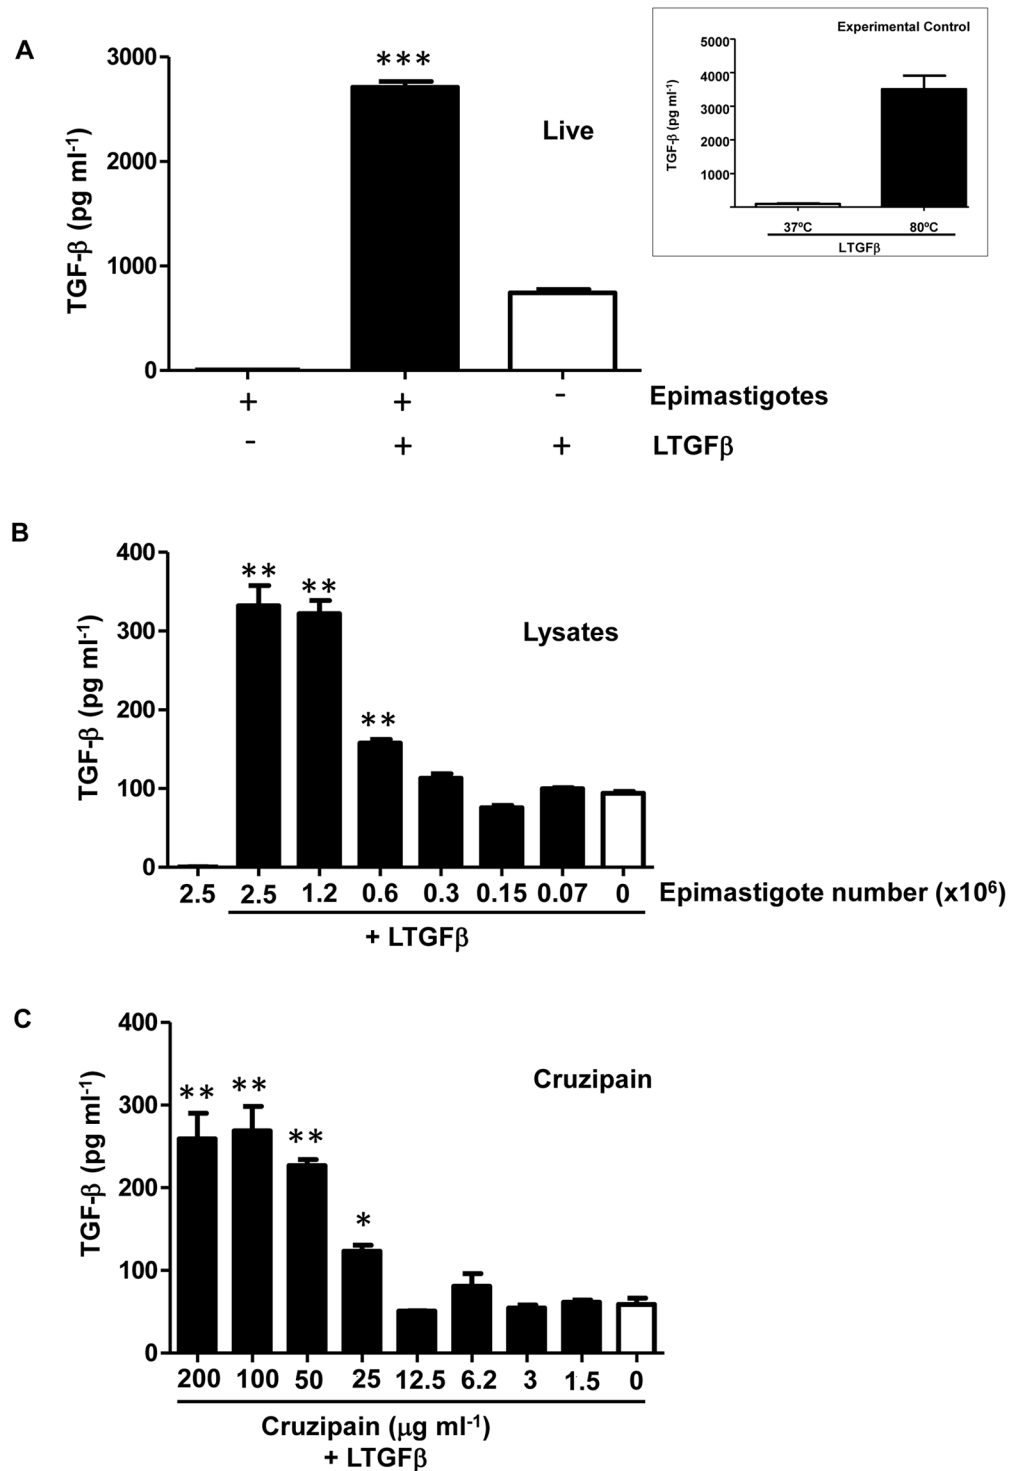 A
TGF-β (pg ml-1)
3000
2000
1000
0
***
Live
+ + - Epimastigotes
- + + LTGFβ
Experimental Control
TGF-β (pg ml-1)
5000
4000
3000
2000
1000
37ºC 80ºC
LTGFβ
B
TGF-β (pg ml-1)
400
300
200
100
0
** ** **
Lysates
2.5 2.5 1.2 0.6 0.3 0.15 0.07 0 Epimastigote number (x10⁶)
+ LTGFβ
C
TGF-β (pg ml-1)
400
300
200
100
0
** ** ** *
Cruzipain
200 100 50 25 12.5 6.2 3 1.5 0
Cruzipain (μg ml-1)
+ LTGFβ